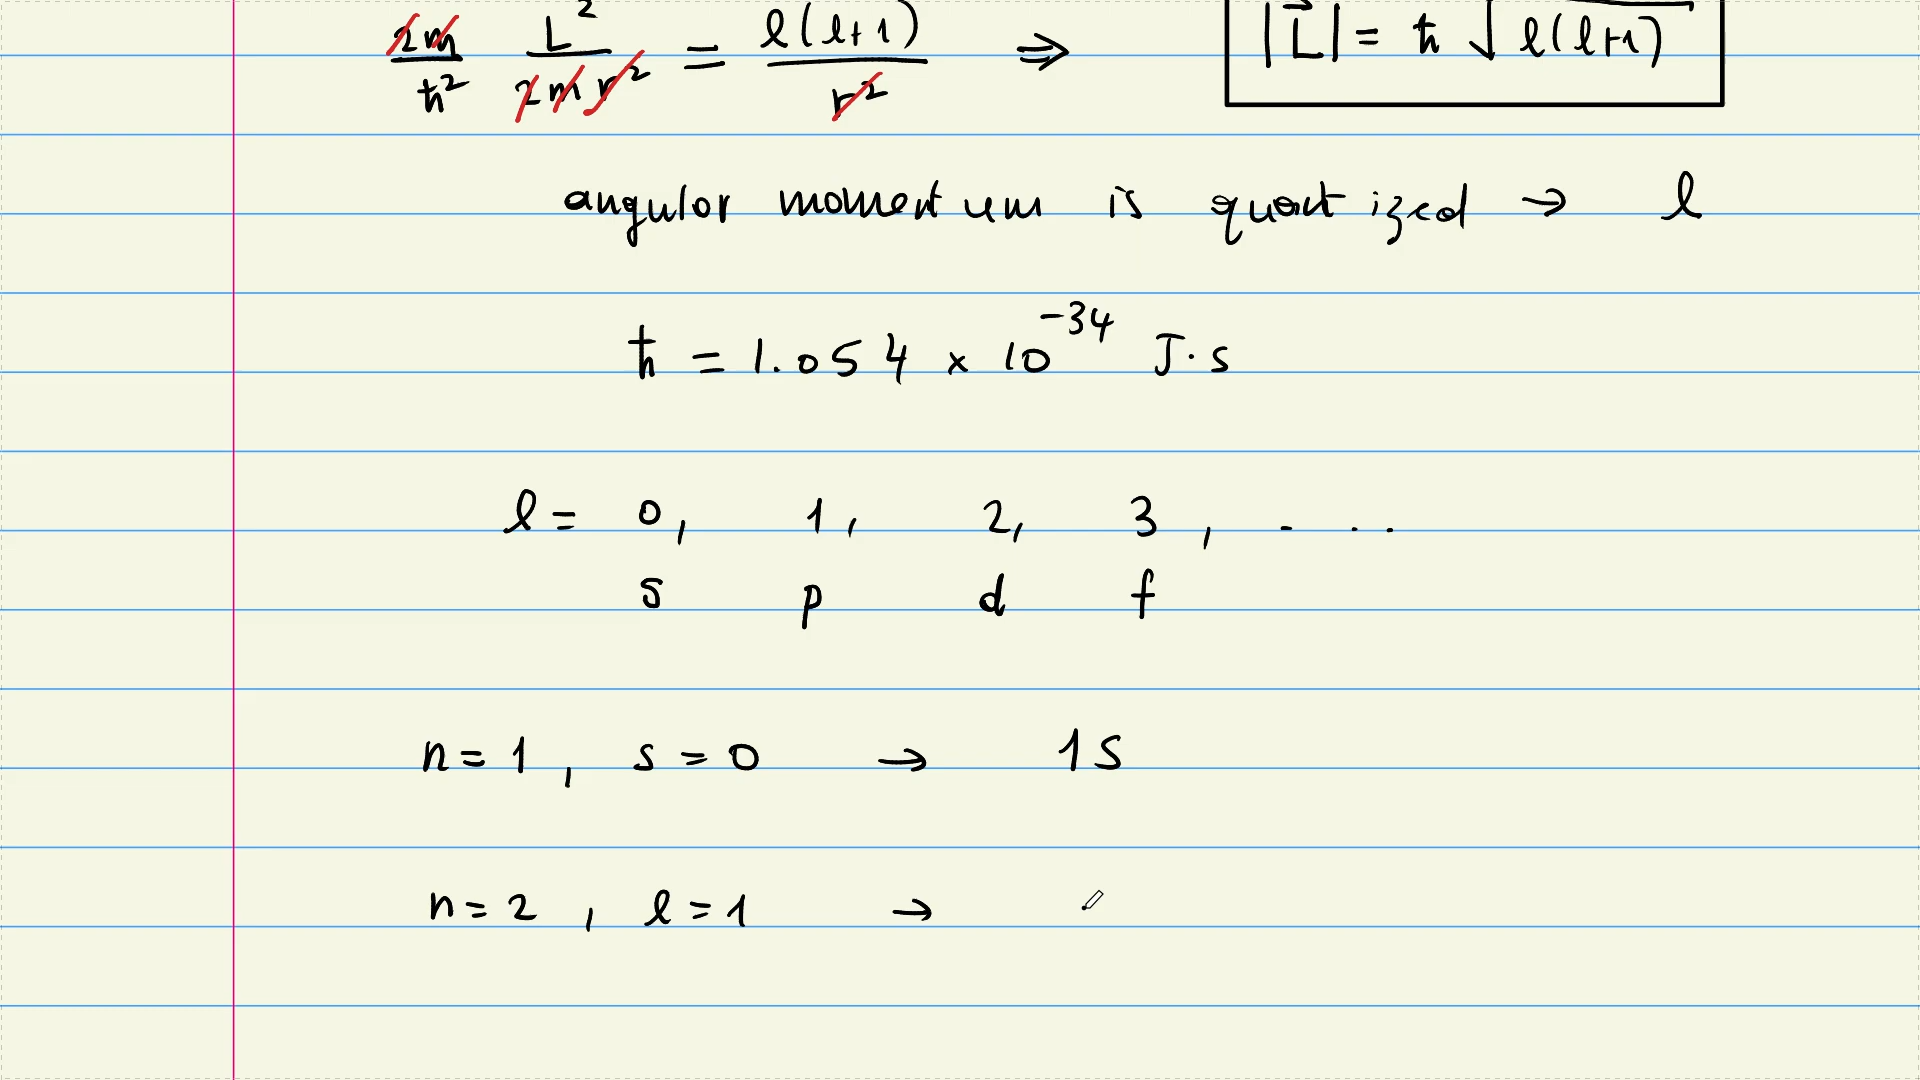 2m/ħ² L²/2mr² = l(l+1)/r² ⇒ |L⃗| = ħ √l(l+1)
angular momentum is quantized → l
ħ = 1.054 × 10⁻³⁴ J·s
l = 0, 1, 2, 3, . . .
s p d f
n = 1, s = 0 → 1s
n = 2, l = 1 →